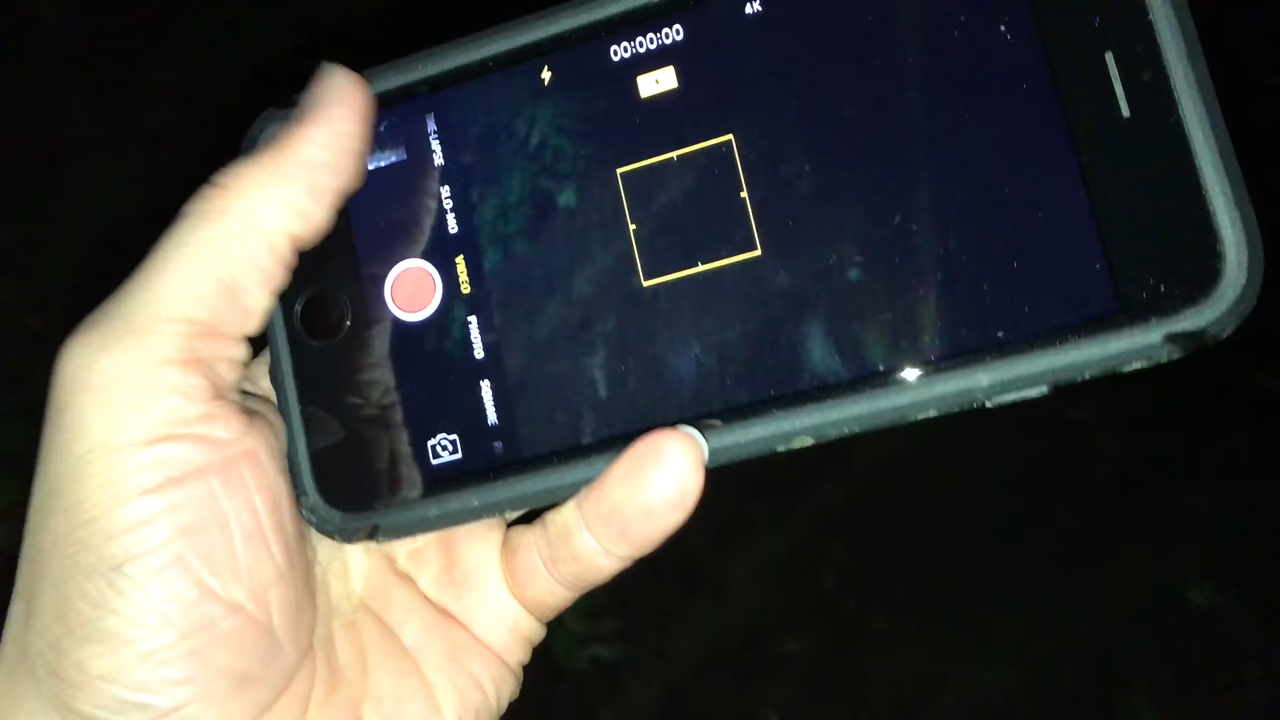 4K
00:00:00
TIME-LAPSE
SLO-MO
VIDEO
PHOTO
SQUARE